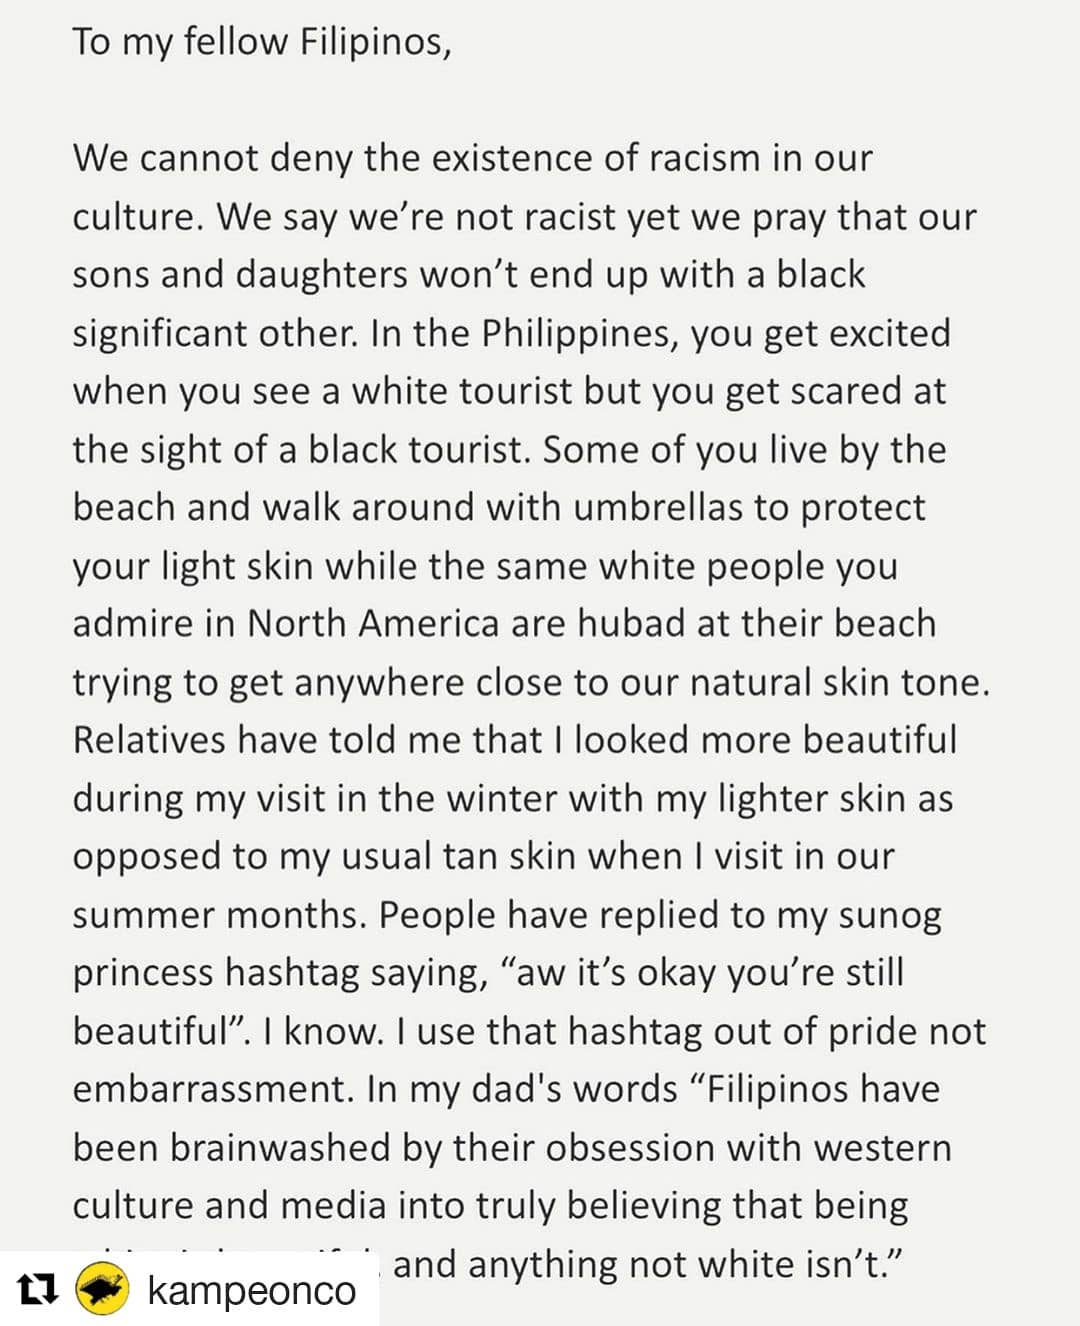 To my fellow Filipinos,
We cannot deny the existence of racism in our
culture. We say we’re not racist yet we pray that our
sons and daughters won’t end up with a black
significant other. In the Philippines, you get excited
when you see a white tourist but you get scared at
the sight of a black tourist. Some of you live by the
beach and walk around with umbrellas to protect
your light skin while the same white people you
admire in North America are hubad at their beach
trying to get anywhere close to our natural skin tone.
Relatives have told me that I looked more beautiful
during my visit in the winter with my lighter skin as
opposed to my usual tan skin when I visit in our
summer months. People have replied to my sunog
princess hashtag saying, “aw it’s okay you’re still
beautiful”. I know. I use that hashtag out of pride not
embarrassment. In my dad's words “Filipinos have
been brainwashed by their obsession with western
culture and media into truly believing that being
and anything not white isn’t.”
kampeonco